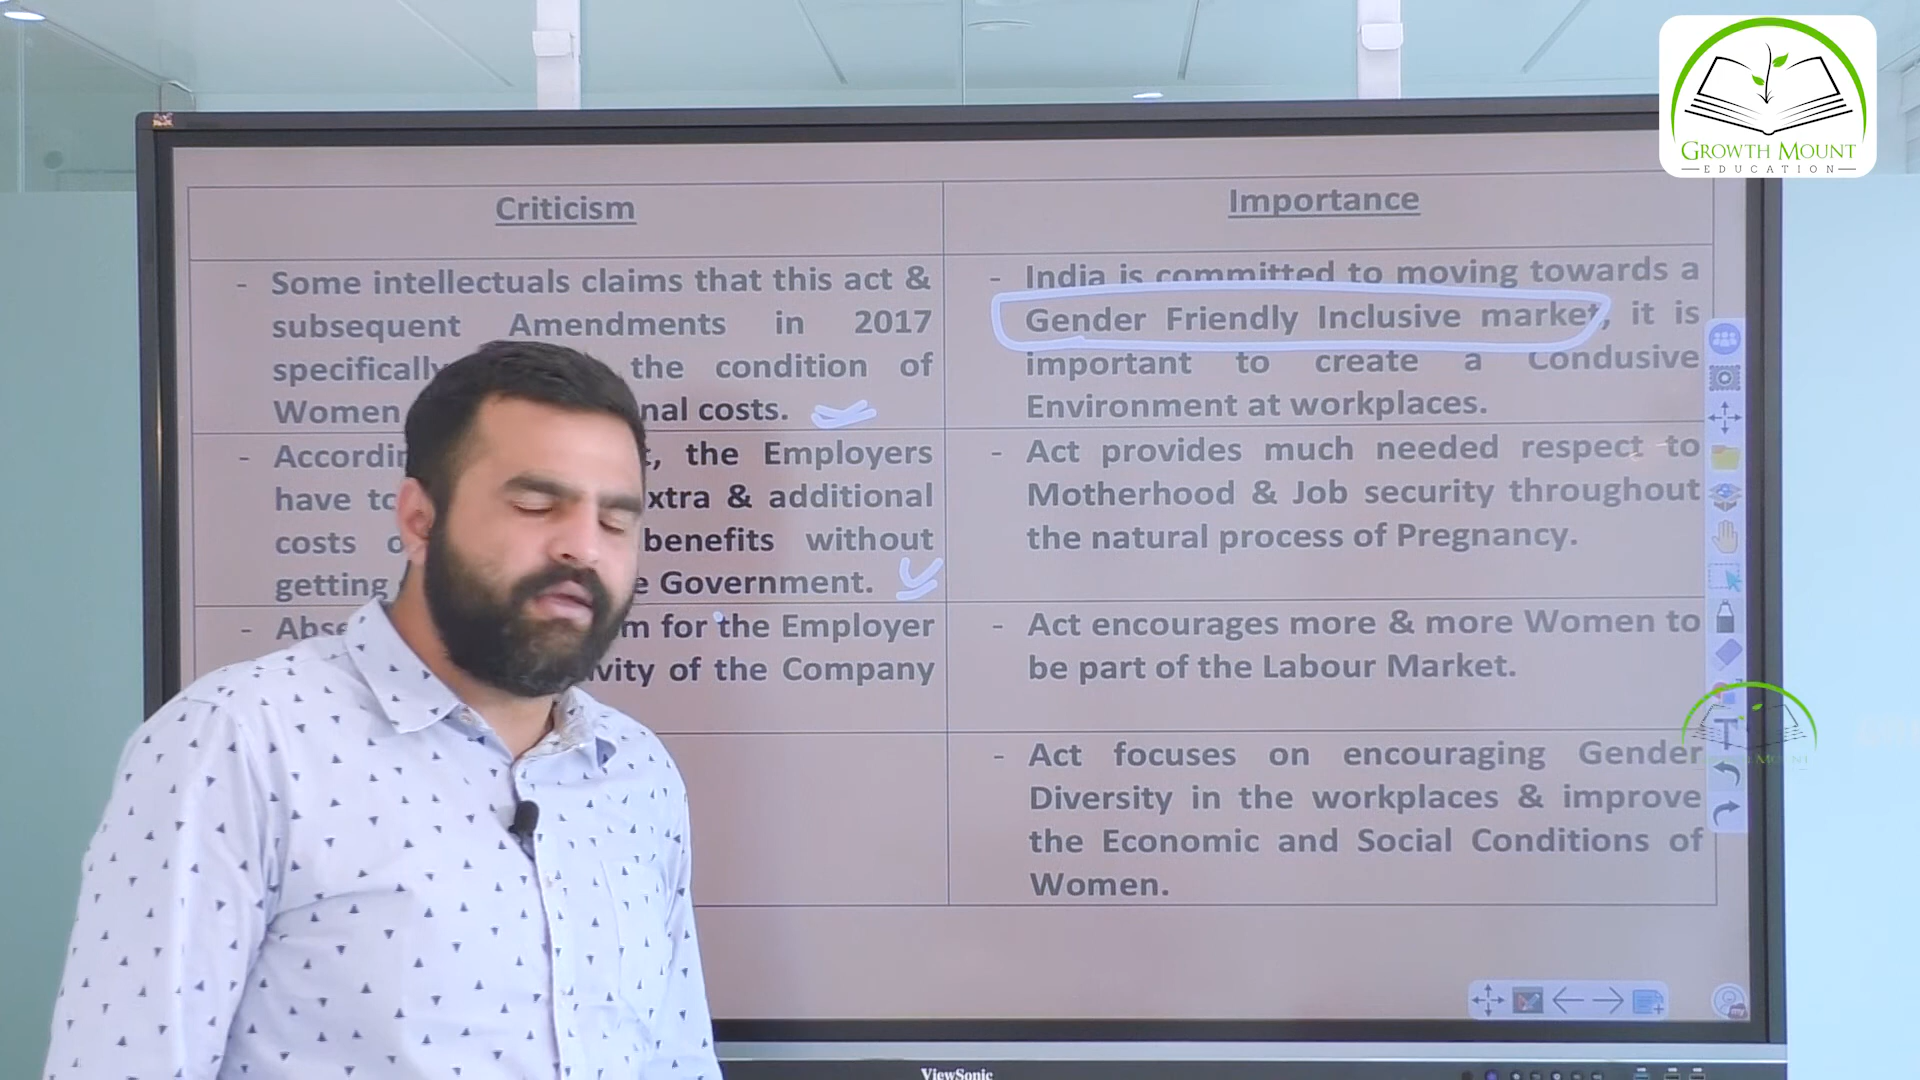 GROWTH MOUNT
EDUCATION
Criticism
- Some intellectuals claims that this act &
subsequent Amendments in 2017
specifically the condition of
Women nal costs.
- the Employers
have xtra & additional
costs benefits without
getting Government.
- m for the Employer
vity of the Company
Importance
- India is committed to moving towards a
Gender Friendly Inclusive market, it is
important to create a Condusive
Environment at workplaces.
- Act provides much needed respect to
Motherhood & Job security throughout
the natural process of Pregnancy.
- Act encourages more & more Women to
be part of the Labour Market.
- Act focuses on encouraging Gender
Diversity in the workplaces & improve
the Economic and Social Conditions of
Women.
ViewSonic